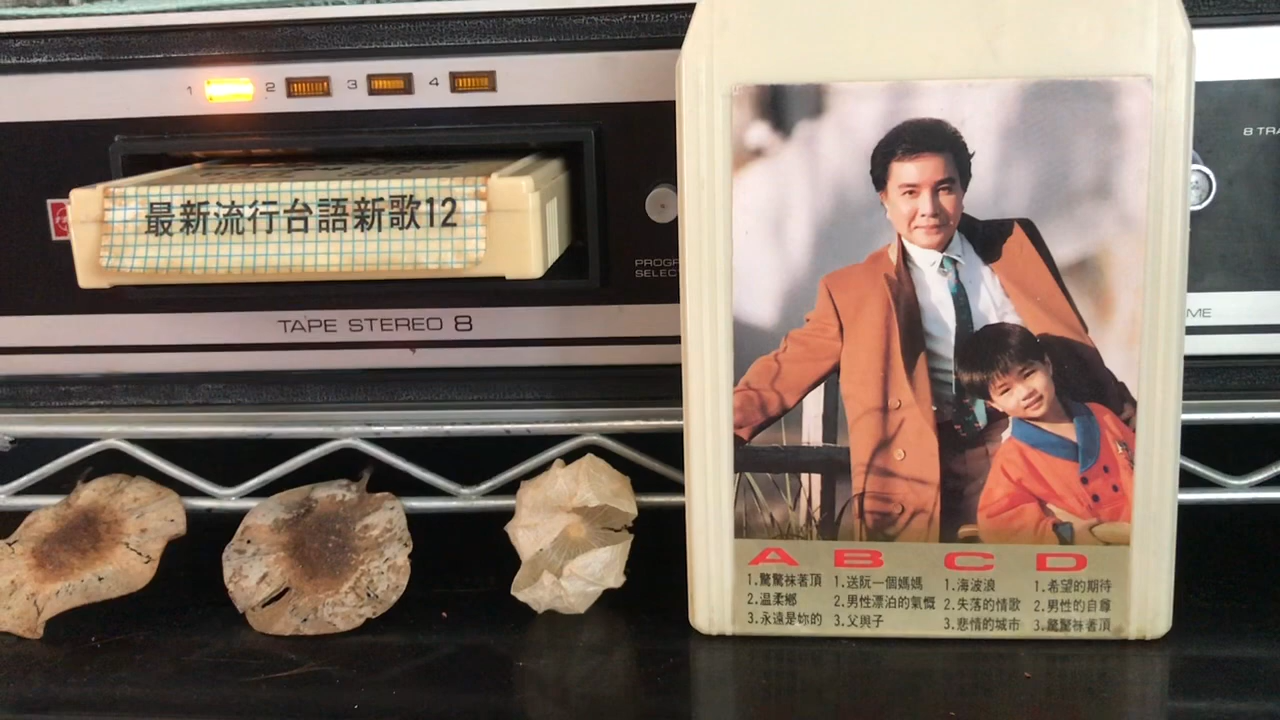 1 2 3 4
最新流行台語新歌12
PROGR
SELEC
TAPE STEREO 8
8 TRA
ME
A B C D
1.驚驚袜著頂 1.送阮一個媽媽 1.海波浪 1.希望的期待
2.温柔鄉 2.男性漂泊的氣慨 2.失落的情歌 2.男性的自尊
3.永遠是妳的 3.父與子 3.悲情的城市 3.驚驚袜著頂